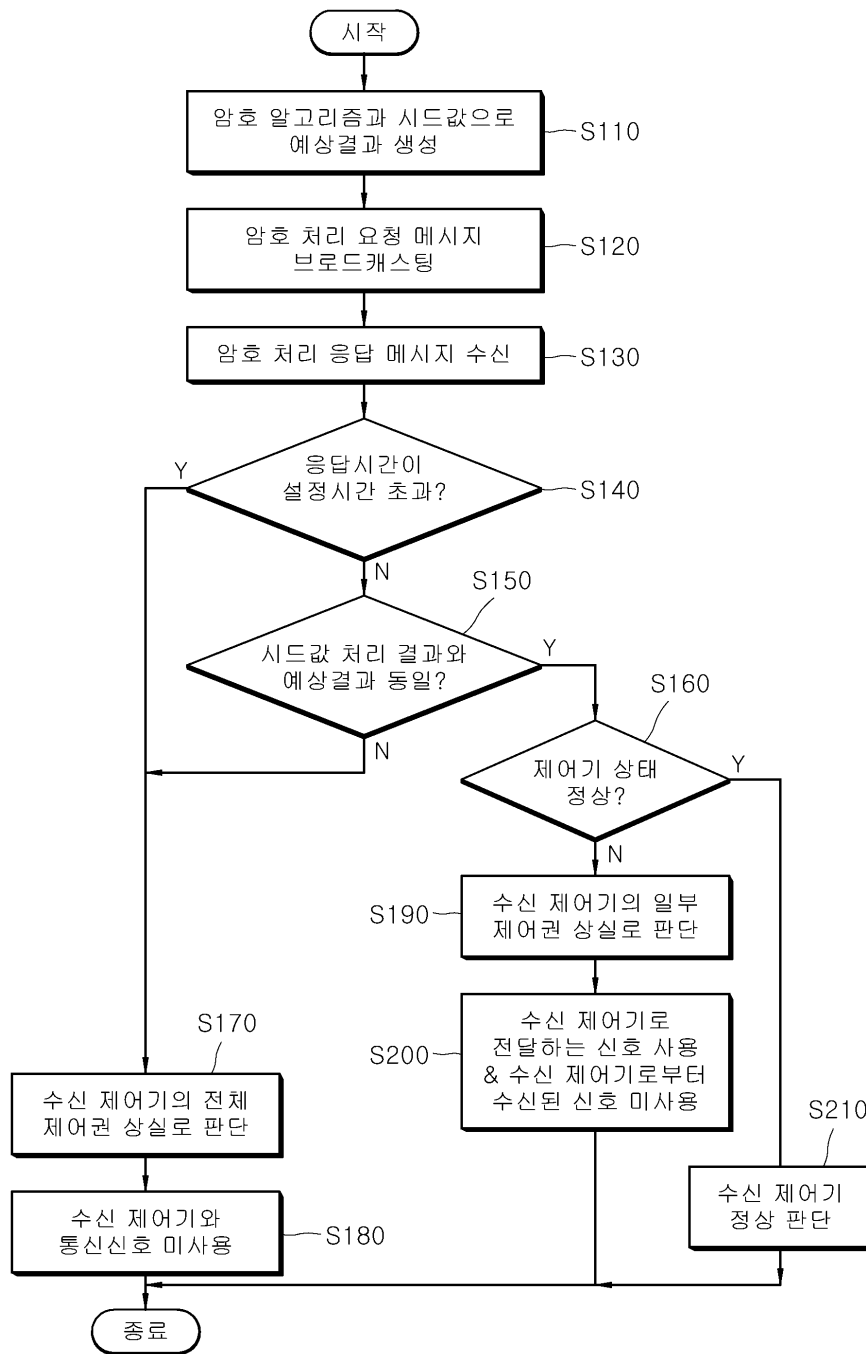 시작
암호 알고리즘과 시드값으로
예상결과 생성
S110
암호 처리 요청 메시지
브로드캐스팅
S120
암호 처리 응답 메시지 수신
S130
응답시간이
설정시간 초과?
S140
Y
N
시드값 처리 결과와
예상결과 동일?
S150
Y
N
제어기 상태
정상?
S160
Y
N
수신 제어기의 일부
제어권 상실로 판단
S190
수신 제어기로
전달하는 신호 사용
& 수신 제어기로부터
수신된 신호 미사용
S200
S170
수신 제어기의 전체
제어권 상실로 판단
S210
수신 제어기
정상 판단
수신 제어기와
통신신호 미사용
S180
종료